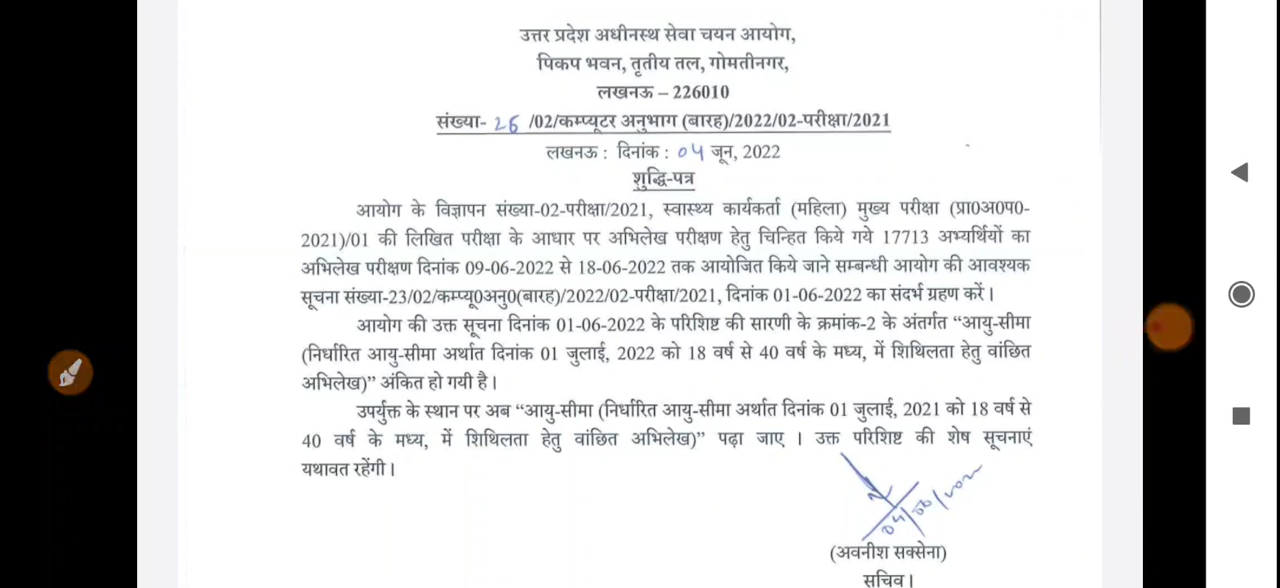 उत्तर प्रदेश अधीनस्थ सेवा चयन आयोग,
पिकप भवन, तृतीय तल, गोमतीनगर,
लखनऊ – 226010
संख्या- 26 /02/कम्प्यूटर अनुभाग (बारह)/2022/02-परीक्षा/2021
लखनऊ : दिनांक : 04 जून, 2022
शुद्धि-पत्र
आयोग के विज्ञापन संख्या-02-परीक्षा/2021, स्वास्थ्य कार्यकर्ता (महिला) मुख्य परीक्षा (प्रा0अ0प0-
2021)/01 की लिखित परीक्षा के आधार पर अभिलेख परीक्षण हेतु चिन्हित किये गये 17713 अभ्यर्थियों का
अभिलेख परीक्षण दिनांक 09-06-2022 से 18-06-2022 तक आयोजित किये जाने सम्बन्धी आयोग की आवश्यक
सूचना संख्या-23/02/कम्प्यू0अनु0(बारह)/2022/02-परीक्षा/2021, दिनांक 01-06-2022 का संदर्भ ग्रहण करें।
आयोग की उक्त सूचना दिनांक 01-06-2022 के परिशिष्ट की सारणी के क्रमांक-2 के अंतर्गत “आयु-सीमा
(निर्धारित आयु-सीमा अर्थात दिनांक 01 जुलाई, 2022 को 18 वर्ष से 40 वर्ष के मध्य, में शिथिलता हेतु वांछित
अभिलेख)” अंकित हो गयी है।
उपर्युक्त के स्थान पर अब “आयु-सीमा (निर्धारित आयु-सीमा अर्थात दिनांक 01 जुलाई, 2021 को 18 वर्ष से
40 वर्ष के मध्य, में शिथिलता हेतु वांछित अभिलेख)” पढ़ा जाए । उक्त परिशिष्ट की शेष सूचनाएं
यथावत रहेंगी।
04/06/2022
(अवनीश सक्सेना)
सचिव।